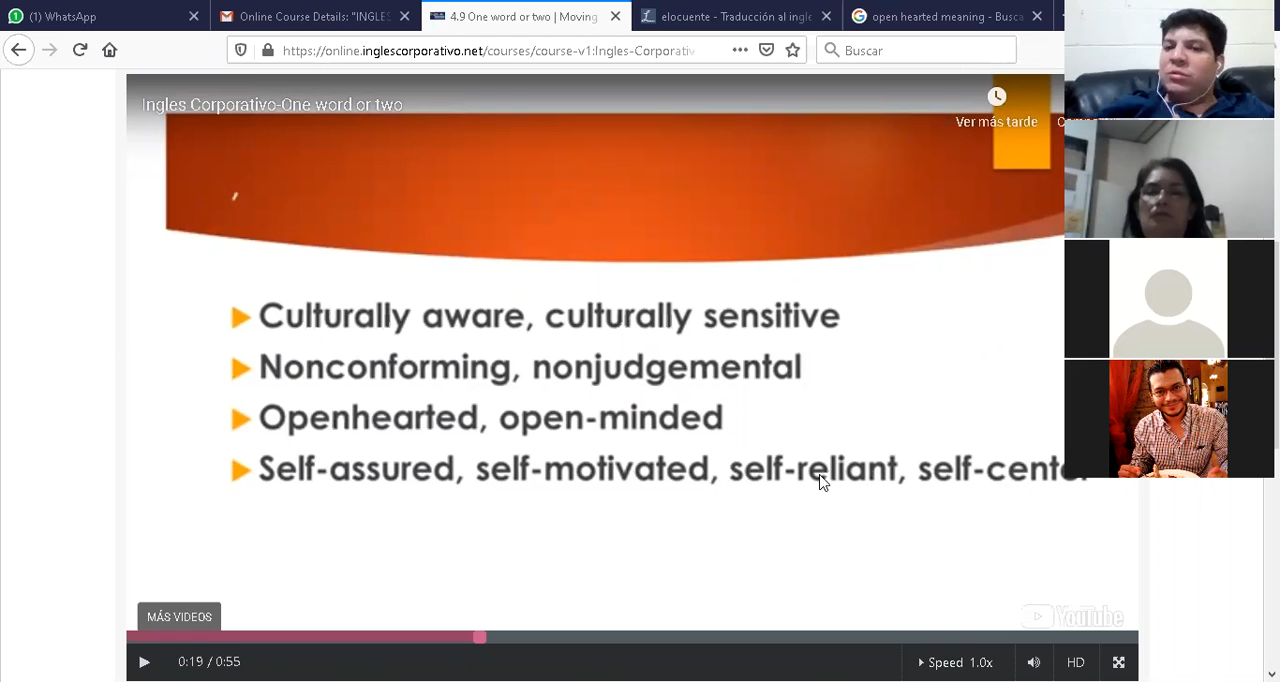 (1) WhatsApp
Online Course Details: "INGLES
4.9 One word or two | Moving
elocuente - Traducción al ingle
open hearted meaning - Busca
https://online.inglescorporativo.net/courses/course-v1:Ingles-Corporativ
Buscar
Ingles Corporativo-One word or two
Ver más tarde
Culturally aware, culturally sensitive
Nonconforming, nonjudgemental
Openhearted, open-minded
Self-assured, self-motivated, self-reliant, self-center
MÁS VIDEOS
YouTube
0:19 / 0:55
Speed 1.0x
HD